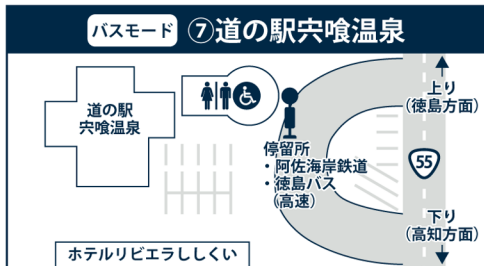 バスモード ⑦道の駅宍喰温泉
道の駅
宍喰温泉
停留所
・阿佐海岸鉄道
・徳島バス
(高速)
上り
(徳島方面)
55
下り
(高知方面)
ホテルリビエラししくい